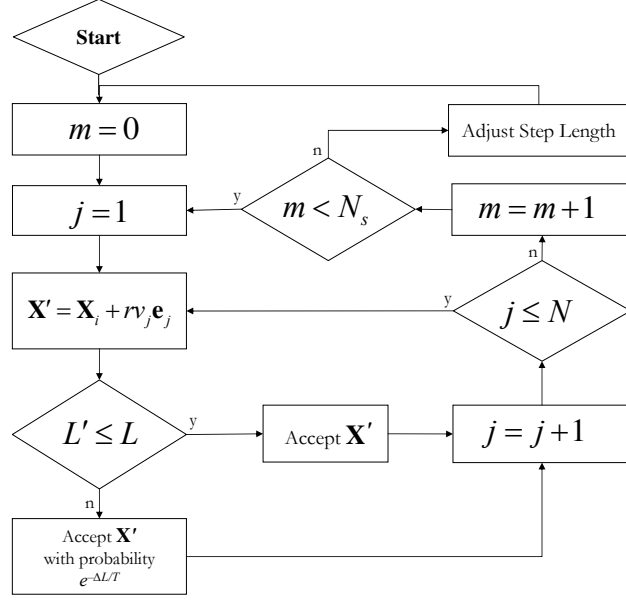 Start
m = 0
Adjust Step Length
n
j = 1
y
m < N_s
m = m + 1
n
X′ = X_i + rv_j e_j
y
j ≤ N
L′ ≤ L
y
Accept X′
j = j + 1
n
Accept X′
with probability
e^{−ΔL/T}